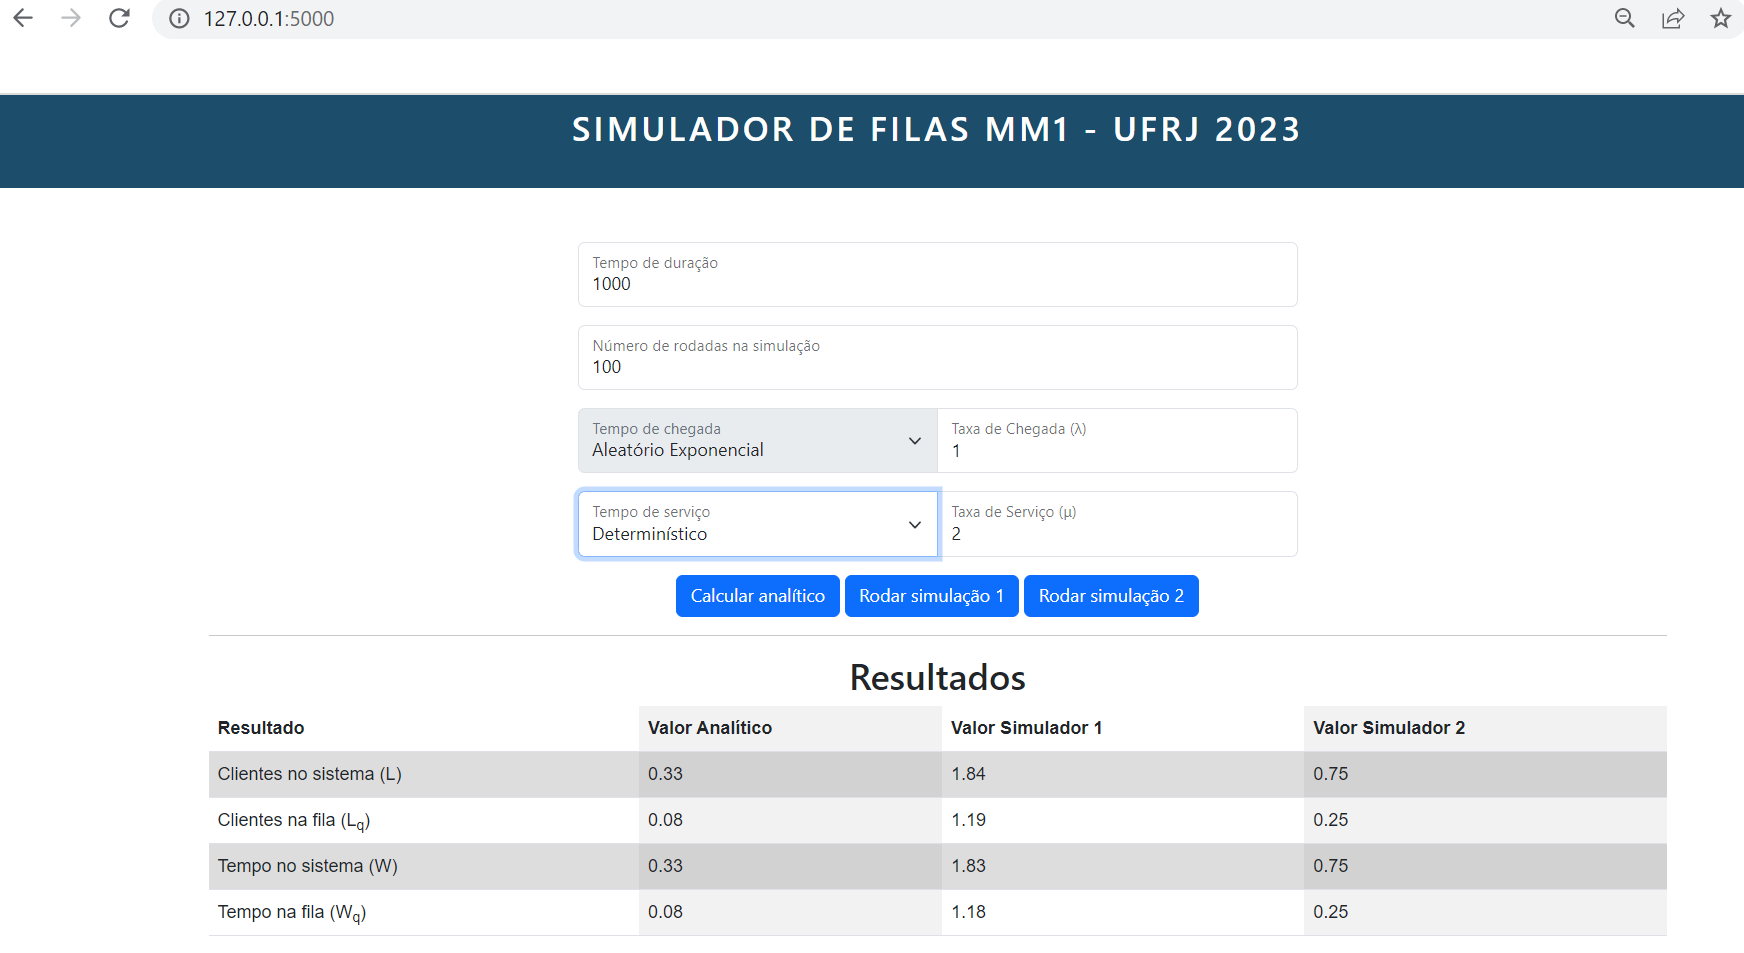 127.0.0.1:5000
SIMULADOR DE FILAS MM1 - UFRJ 2023
Tempo de duração
1000
Número de rodadas na simulação
100
Tempo de chegada
Aleatório Exponencial
Taxa de Chegada (λ)
1
Tempo de serviço
Determinístico
Taxa de Serviço (μ)
2
Calcular analítico Rodar simulação 1 Rodar simulação 2
Resultados
Resultado Valor Analítico Valor Simulador 1 Valor Simulador 2
Clientes no sistema (L) 0.33 1.84 0.75
Clientes na fila (Lq) 0.08 1.19 0.25
Tempo no sistema (W) 0.33 1.83 0.75
Tempo na fila (Wq) 0.08 1.18 0.25